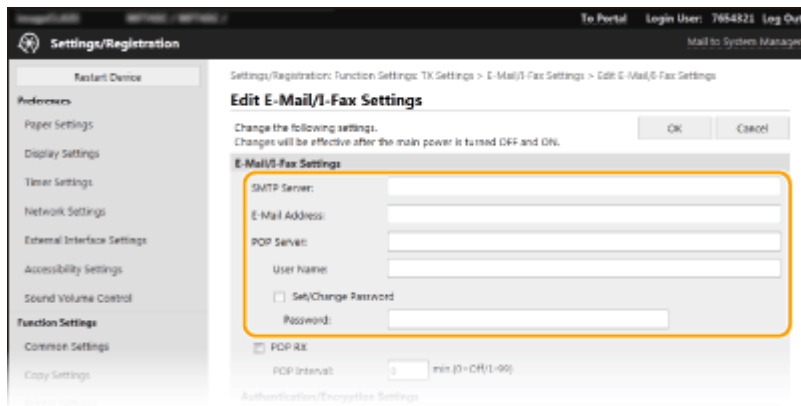 To Portal Login User: 7654321 Log Out
Settings/Registration
Mail to System Manager
Restart Device
Preferences
Paper Settings
Display Settings
Timer Settings
Network Settings
External Interface Settings
Accessibility Settings
Sound Volume Control
Function Settings
Common Settings
Copy Settings
Settings/Registration: Function Settings: TX Settings > E-Mail/I-Fax Settings > Edit E-Mail/I-Fax Settings
Edit E-Mail/I-Fax Settings
Change the following settings.
Changes will be effective after the main power is turned OFF and ON.
OK Cancel
E-Mail/I-Fax Settings
SMTP Server:
E-Mail Address:
POP Server:
User Name:
Set/Change Password
Password:
POP RX
POP Interval: 0 min.(0=Off/1-99)
Authentication/Encryption Settings